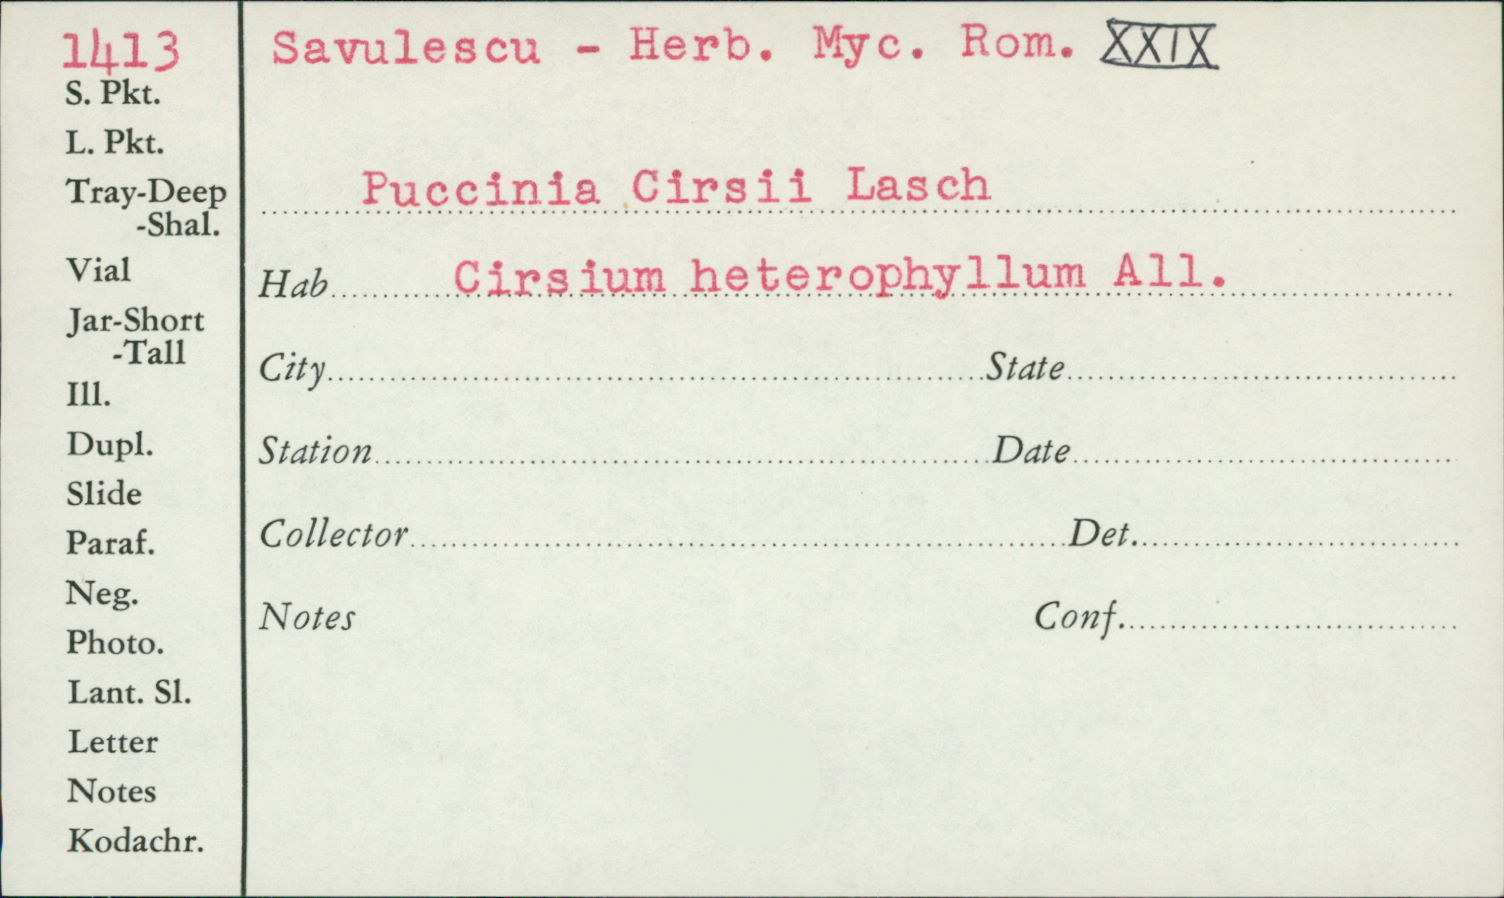 1413
Savulescu - Herb. Myc. Rom. XXIX
S. Pkt.
L. Pkt.
Tray-Deep
-Shal.
Vial
Jar-Short
-Tall
Ill.
Dupl.
Slide
Paraf.
Neg.
Photo.
Lant. Sl.
Letter
Notes
Kodachr.
Puccinia Cirsii Lasch
Hab. Cirsium heterophyllum All.
City State
Station Date
Collector Det.
Notes Conf.